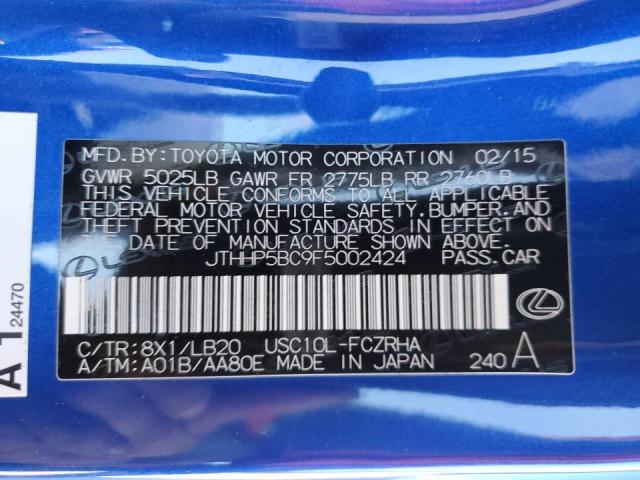 MFD. BY: TOYOTA MOTOR CORPORATION 02/15
GVWR 5025LB GAWR FR 2775LB RR 2760LB
THIS VEHICLE CONFORMS TO ALL APPLICABLE
FEDERAL MOTOR VEHICLE SAFETY, BUMPER, AND
THEFT PREVENTION STANDARDS IN EFFECT ON
THE DATE OF MANUFACTURE SHOWN ABOVE.
JTHHP5BC9F5002424 PASS. CAR
C/TR: 8X1/LB20 USC10L-FCZRHA
A/TM: A01B/AA80E MADE IN JAPAN 240 A
A 1 24470